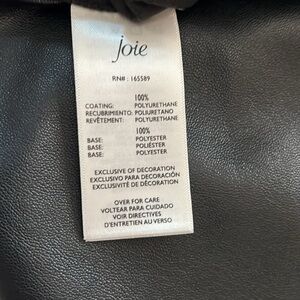 joie
RN# : 165589
100%
COATING: POLYURETHANE
RECUBRIMIENTO: POLIURETANO
REVÊTEMENT: POLYURETHANE
100%
BASE: POLYESTER
BASE: POLIÉSTER
BASE: POLYESTER
EXCLUSIVE OF DECORATION
EXCLUSIVO PARA DECORACIÓN
EXCLUSIVITÉ DE DÉCORATION
OVER FOR CARE
VOLTEAR PARA CUIDADO
VOIR DIRECTIVES
D'ENTRETIEN AU VERSO